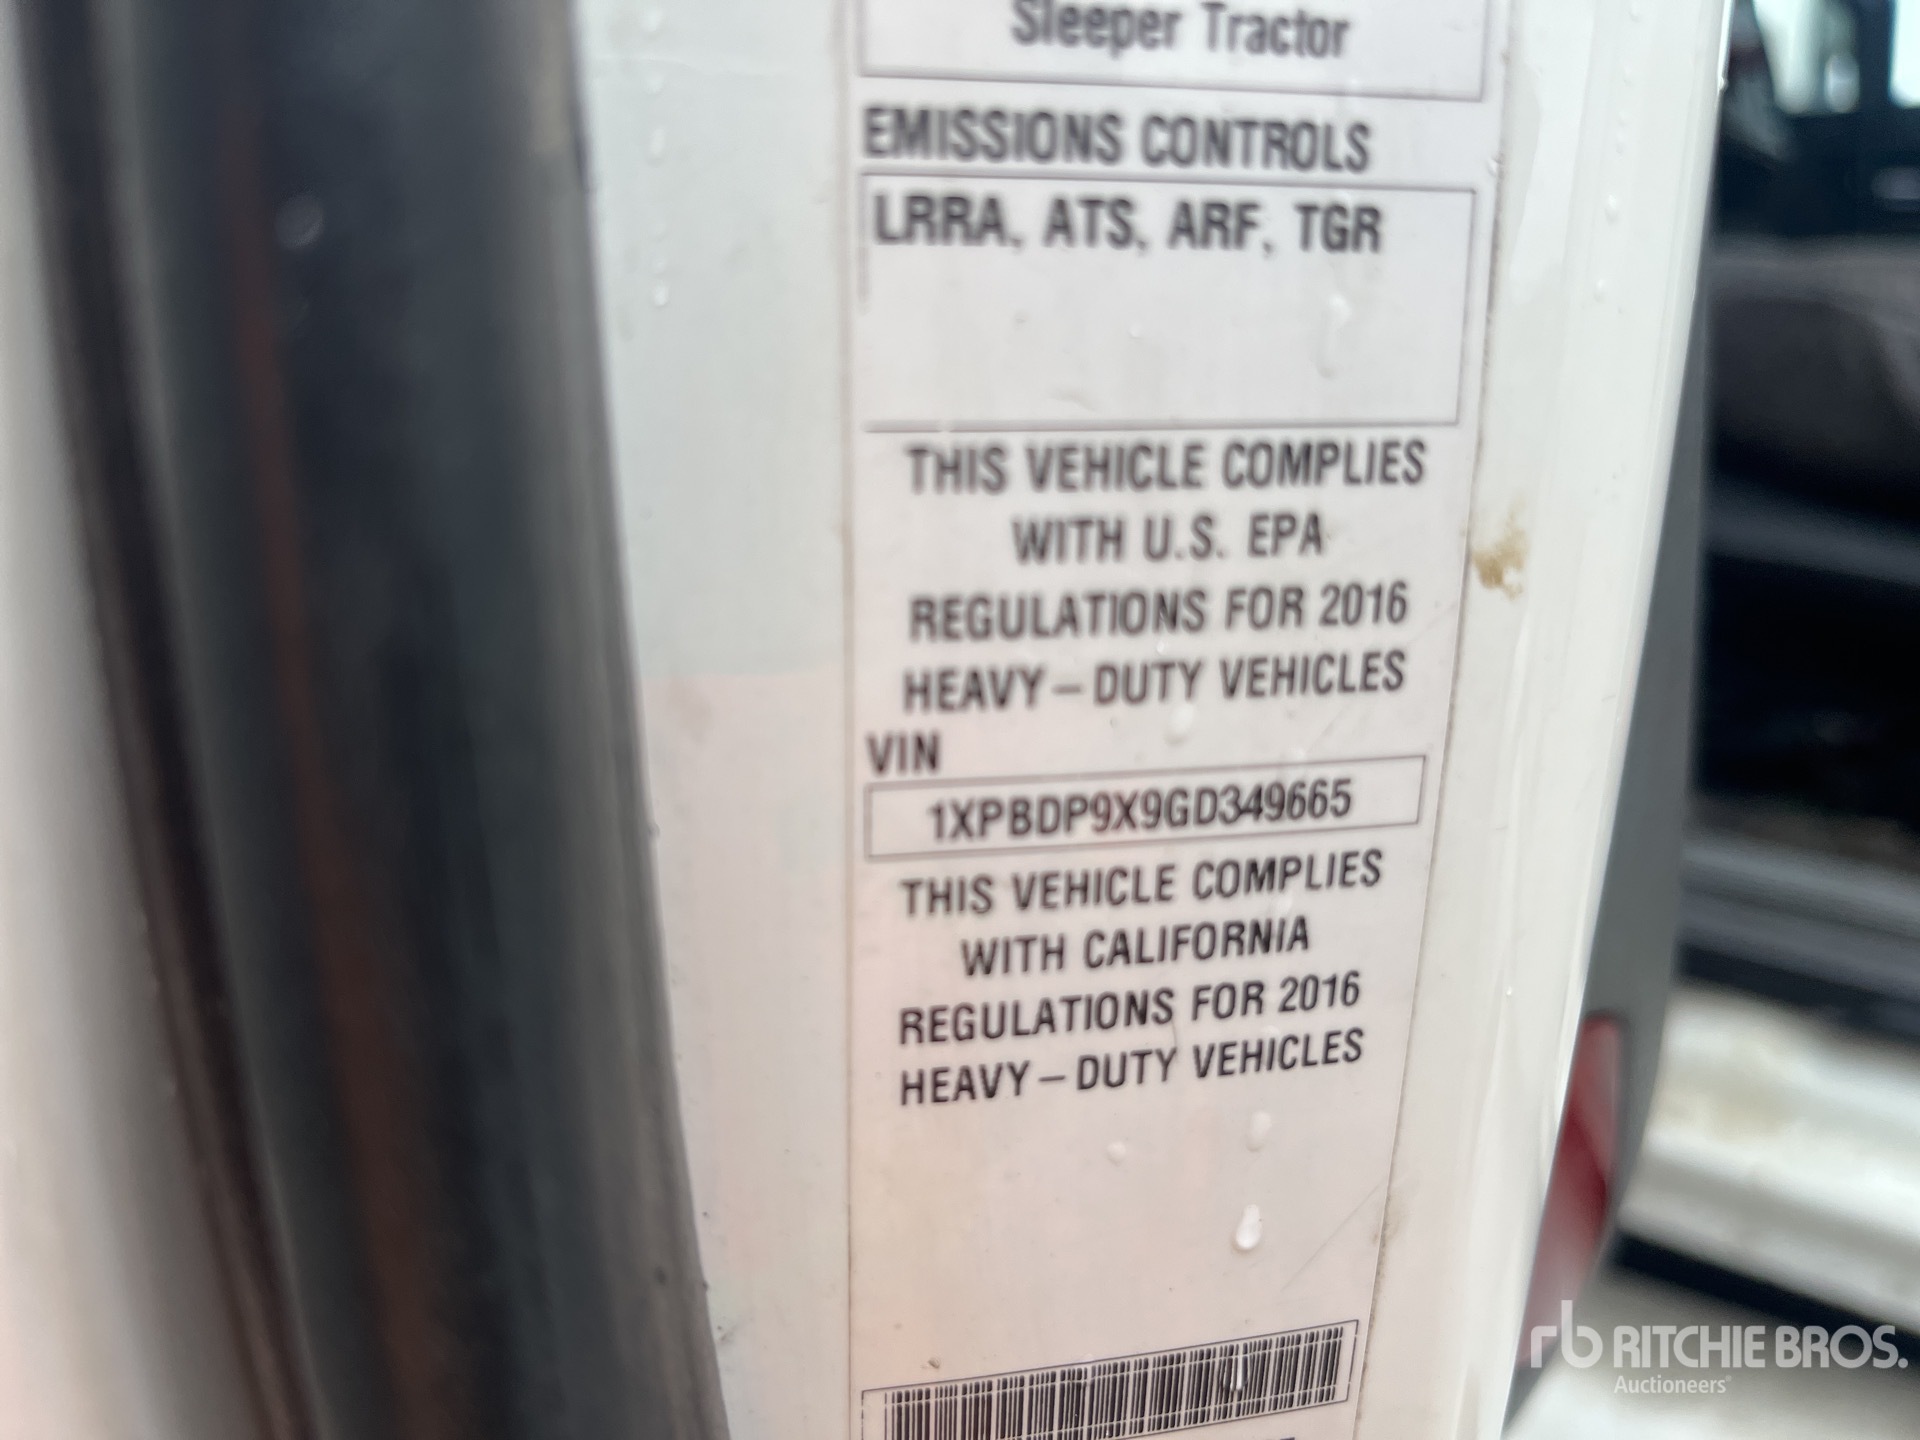 Sleeper Tractor
EMISSIONS CONTROLS
LRRA, ATS, ARF, TGR
THIS VEHICLE COMPLIES
WITH U.S. EPA
REGULATIONS FOR 2016
HEAVY – DUTY VEHICLES
VIN
1XPBDP9X9GD349665
THIS VEHICLE COMPLIES
WITH CALIFORNIA
REGULATIONS FOR 2016
HEAVY – DUTY VEHICLES
rb RITCHIE BROS.
Auctioneers